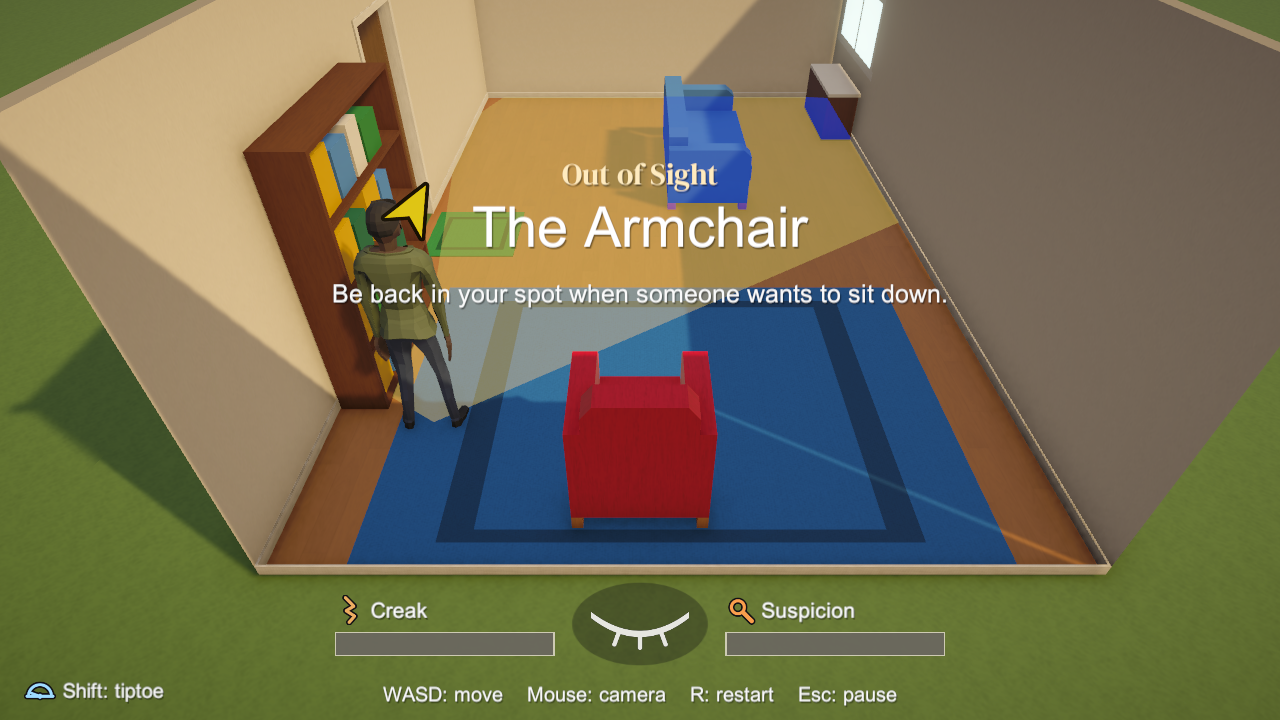 Out of Sight
The Armchair
Be back in your spot when someone wants to sit down.
Creak
Suspicion
Shift: tiptoe
WASD: move Mouse: camera R: restart Esc: pause